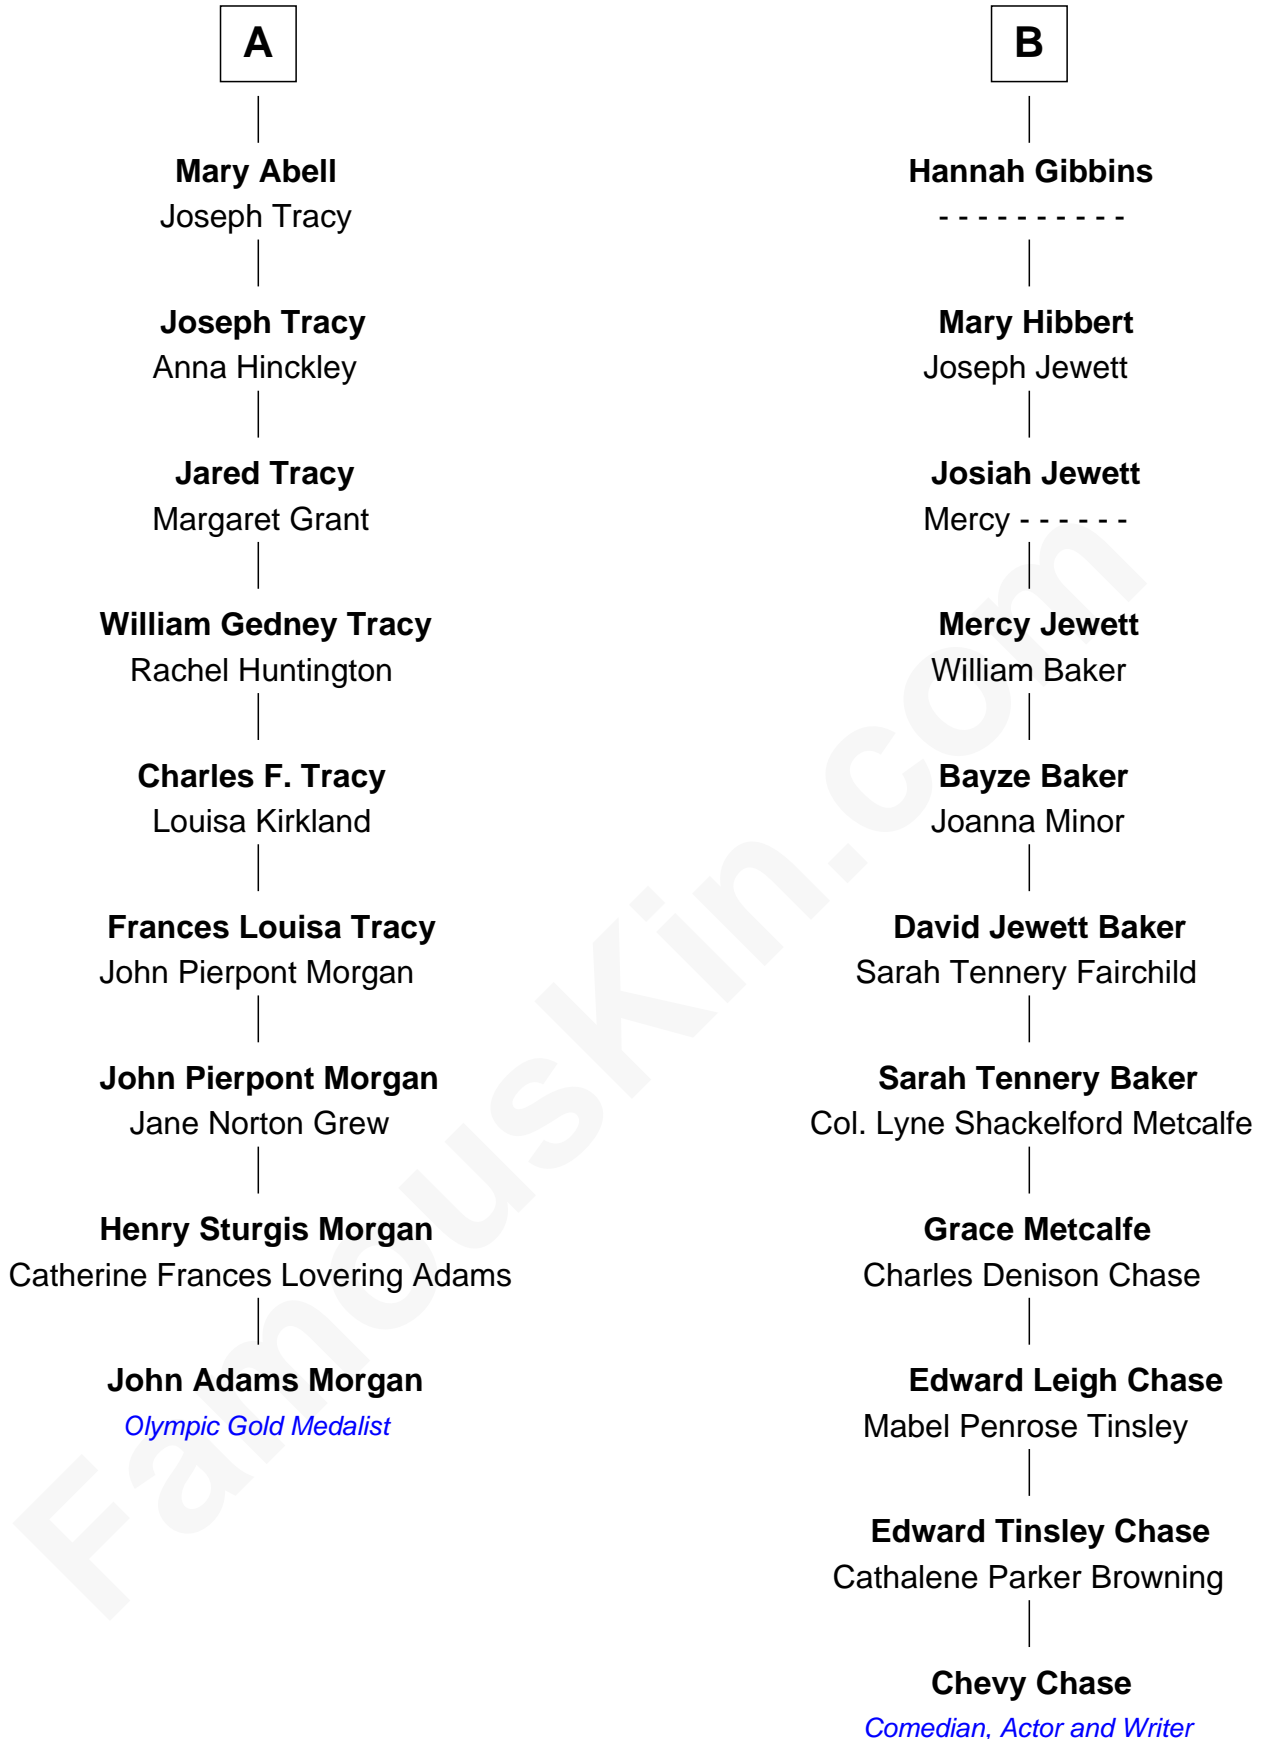 A
Mary Abell
Joseph Tracy
Joseph Tracy
Anna Hinckley
Jared Tracy
Margaret Grant
William Gedney Tracy
Rachel Huntington
Charles F. Tracy
Louisa Kirkland
Frances Louisa Tracy
John Pierpont Morgan
John Pierpont Morgan
Jane Norton Grew
Henry Sturgis Morgan
Catherine Frances Lovering Adams
John Adams Morgan
Olympic Gold Medalist
B
Hannah Gibbins
- - - - - - - - - -
Mary Hibbert
Joseph Jewett
Josiah Jewett
Mercy - - - - - -
Mercy Jewett
William Baker
Bayze Baker
Joanna Minor
David Jewett Baker
Sarah Tennery Fairchild
Sarah Tennery Baker
Col. Lyne Shackelford Metcalfe
Grace Metcalfe
Charles Denison Chase
Edward Leigh Chase
Mabel Penrose Tinsley
Edward Tinsley Chase
Cathalene Parker Browning
Chevy Chase
Comedian, Actor and Writer
FamousKin.com